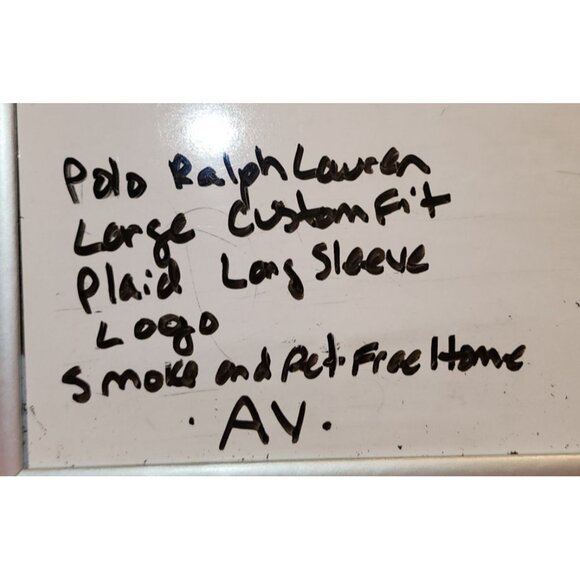 Polo Ralph Lauren
Large Custom Fit
Plaid Long Sleeve
Logo
Smoke and Pet-Free Home
. AV.